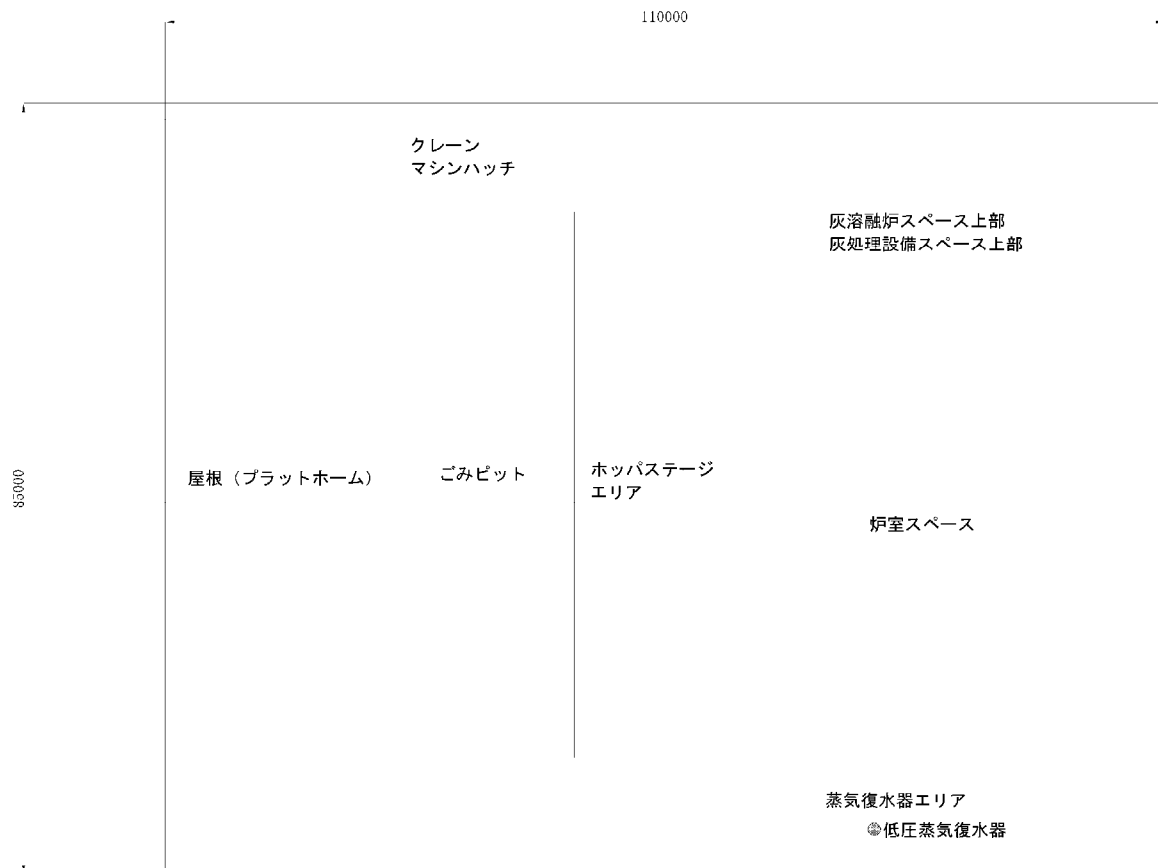 110000
クレーン
マシンハッチ
灰溶融炉スペース上部
灰処理設備スペース上部
屋根（プラットホーム）
ごみピット
ホッパステージ
エリア
炉室スペース
蒸気復水器エリア
低圧蒸気復水器